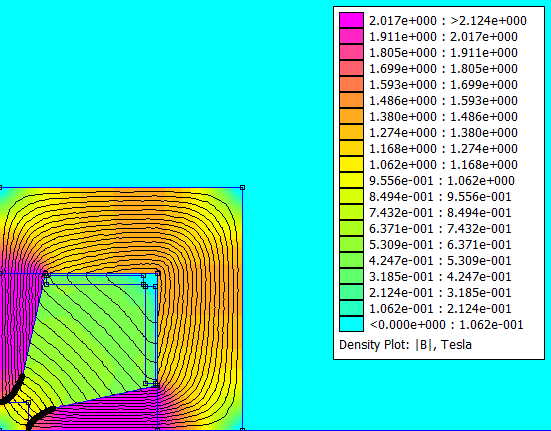 2.017e+000 : >2.124e+000
1.911e+000 : 2.017e+000
1.805e+000 : 1.911e+000
1.699e+000 : 1.805e+000
1.593e+000 : 1.699e+000
1.486e+000 : 1.593e+000
1.380e+000 : 1.486e+000
1.274e+000 : 1.380e+000
1.168e+000 : 1.274e+000
1.062e+000 : 1.168e+000
9.556e-001 : 1.062e+000
8.494e-001 : 9.556e-001
7.432e-001 : 8.494e-001
6.371e-001 : 7.432e-001
5.309e-001 : 6.371e-001
4.247e-001 : 5.309e-001
3.185e-001 : 4.247e-001
2.124e-001 : 3.185e-001
1.062e-001 : 2.124e-001
<0.000e+000 : 1.062e-001
Density Plot: |B|, Tesla